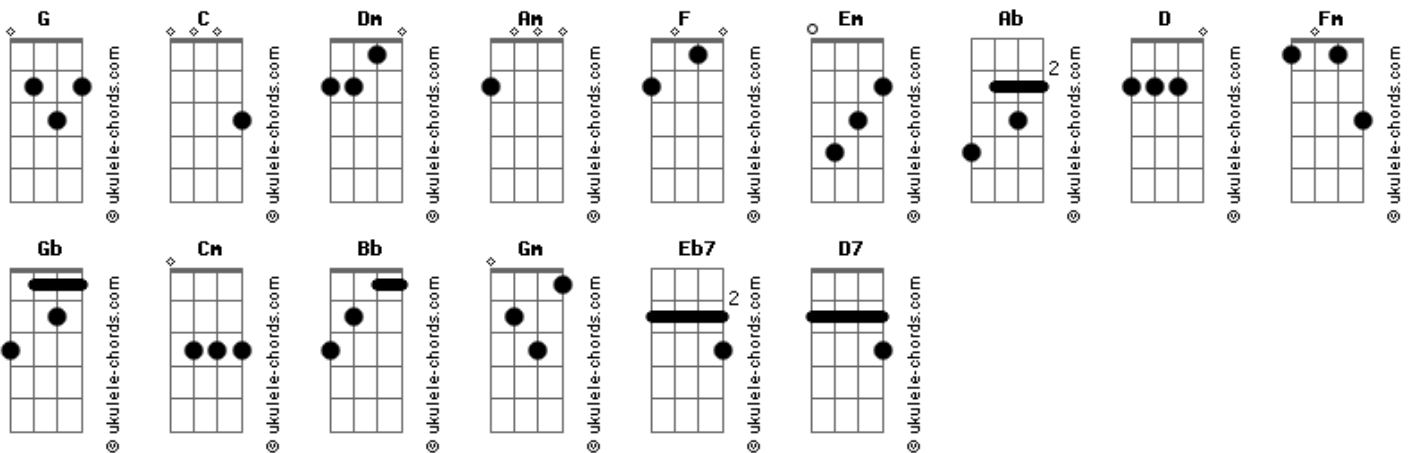 G C Dm Am F Em Ab D Fm
2
© ukulele-chords.com © ukulele-chords.com © ukulele-chords.com © ukulele-chords.com © ukulele-chords.com © ukulele-chords.com © ukulele-chords.com © ukulele-chords.com © ukulele-chords.com
Gb Cm Bb Gm Eb7 D7
2
© ukulele-chords.com © ukulele-chords.com © ukulele-chords.com © ukulele-chords.com © ukulele-chords.com © ukulele-chords.com